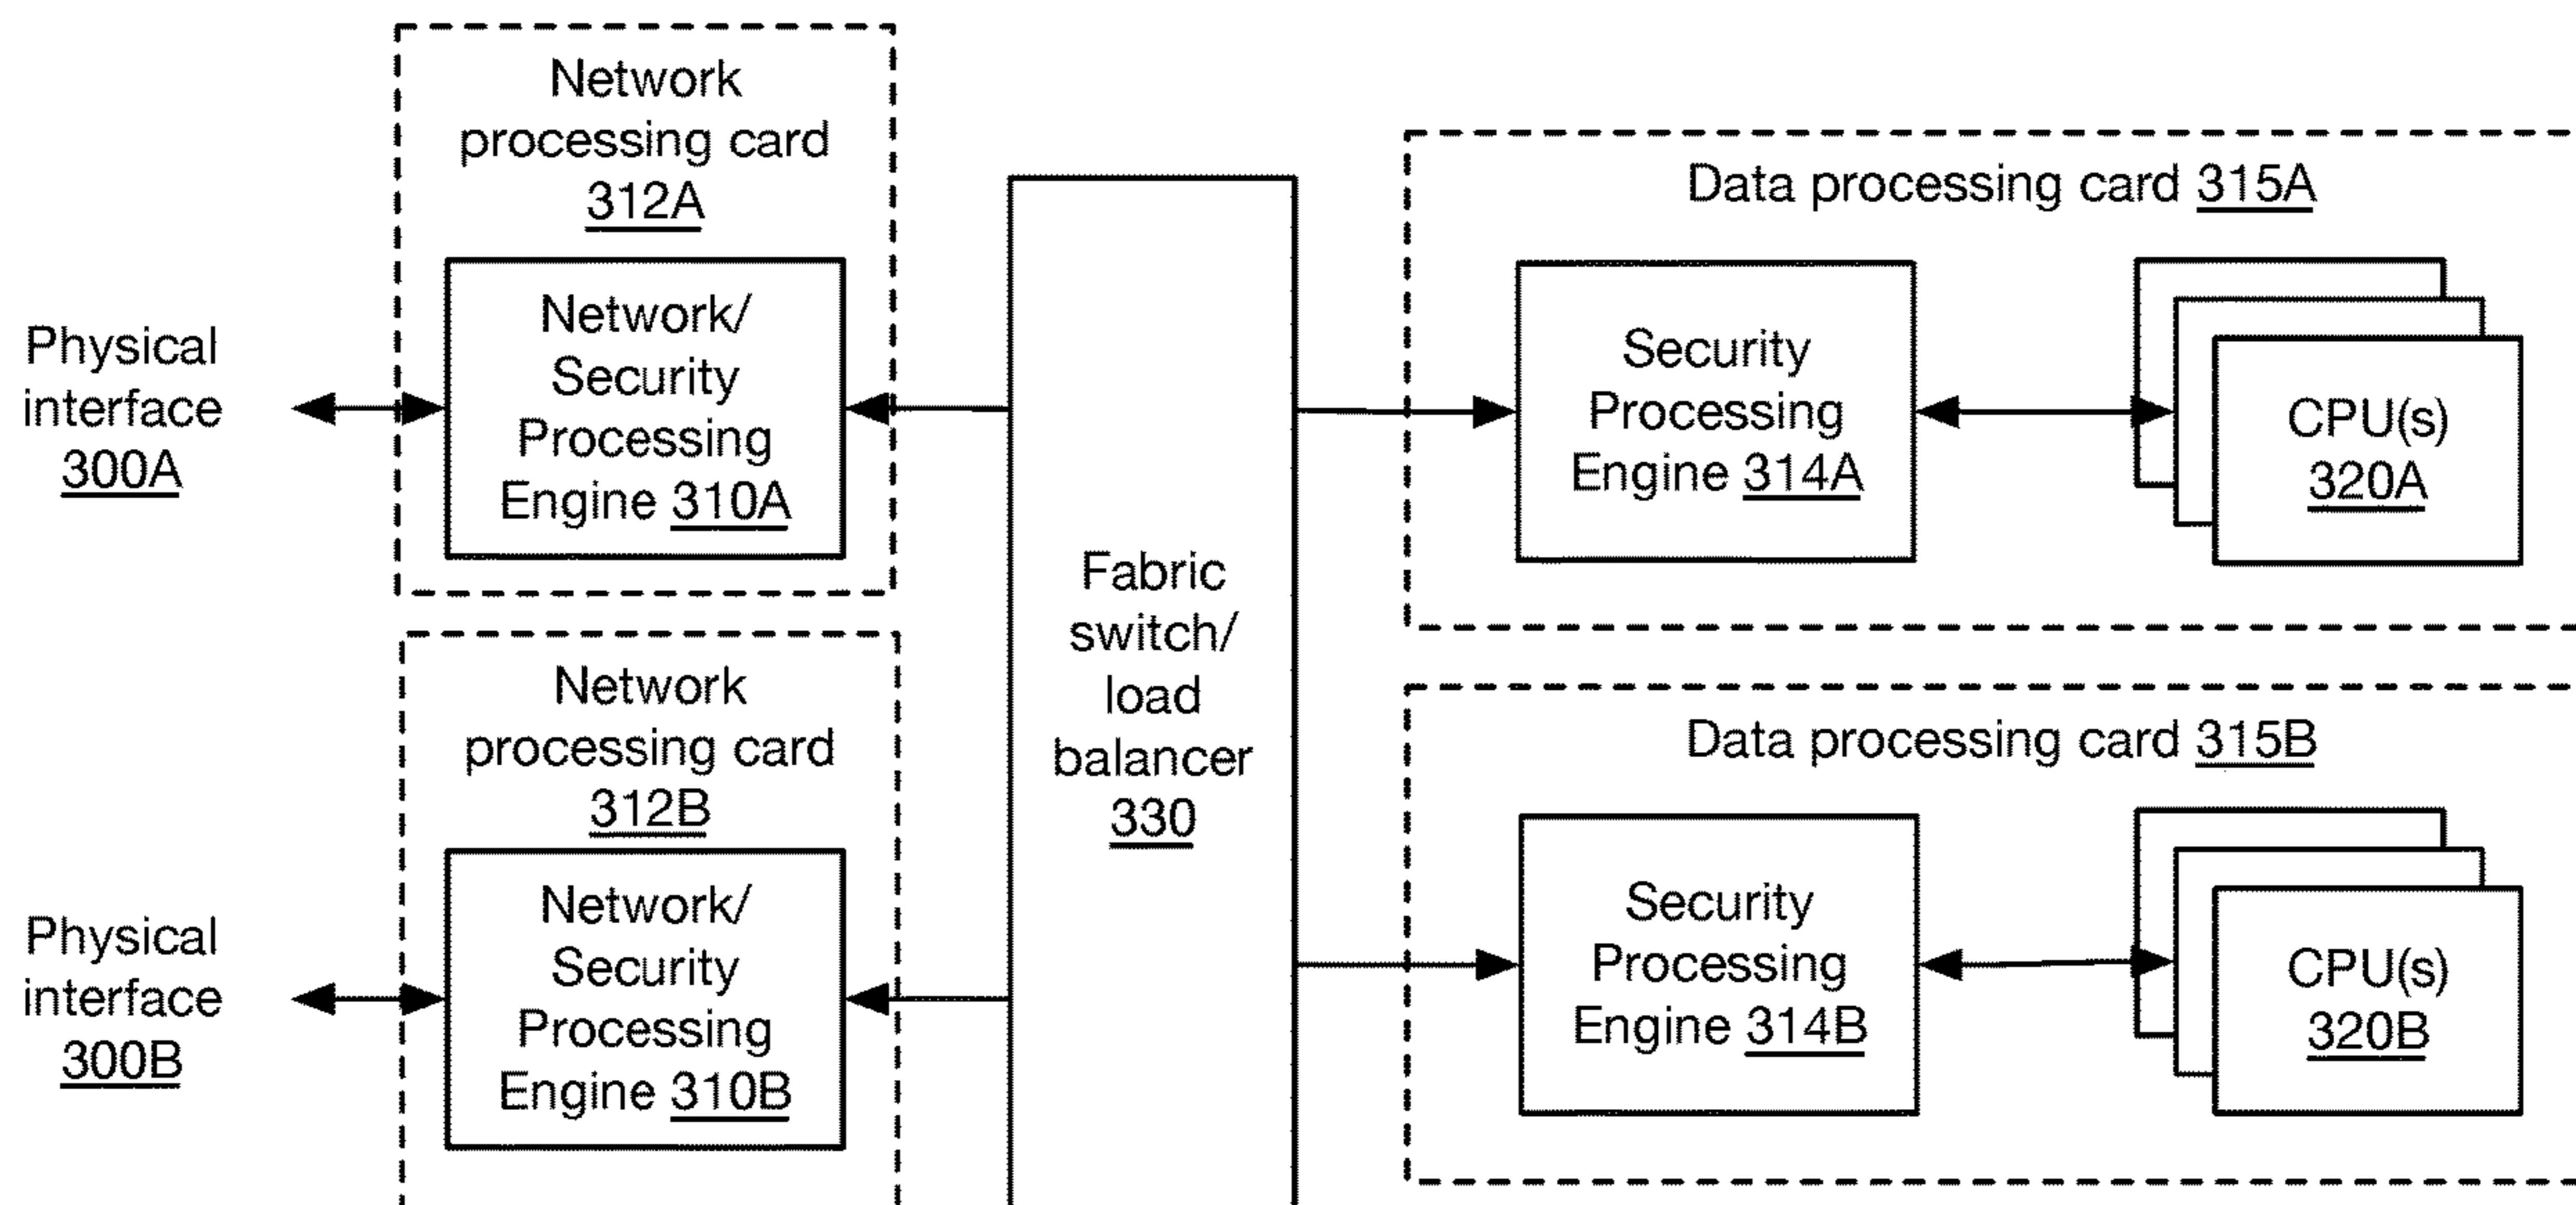 Physical
interface
300A
Network
processing card
312A
Network/
Security
Processing
Engine 310A
Physical
interface
300B
Network
processing card
312B
Network/
Security
Processing
Engine 310B
Fabric
switch/
load
balancer
330
Data processing card 315A
Security
Processing
Engine 314A
CPU(s)
320A
Data processing card 315B
Security
Processing
Engine 314B
CPU(s)
320B